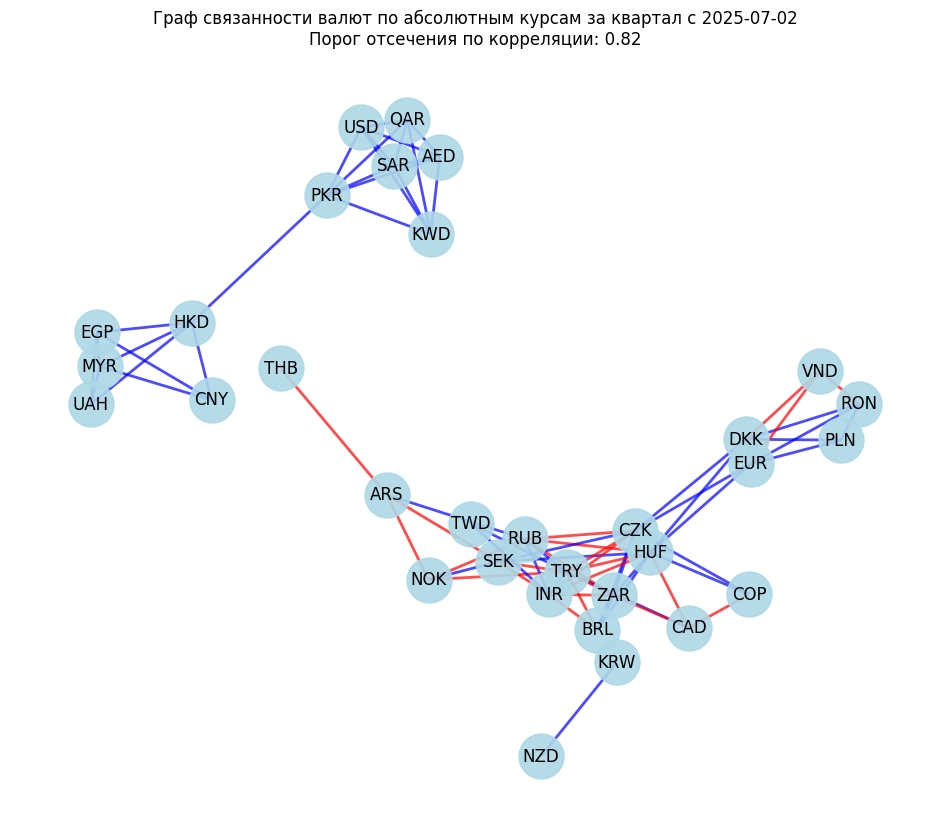 Граф связанности валют по абсолютным курсам за квартал с 2025-07-02
Порог отсечения по корреляции: 0.82
QAR
USD
AED
SAR
PKR
KWD
HKD
EGP
MYR
THB
VND
CNY
UAH
RON
DKK
PLN
EUR
ARS
TWD
CZK
RUB
HUF
SEK
TRY
NOK
INR
ZAR
COP
CAD
BRL
KRW
NZD